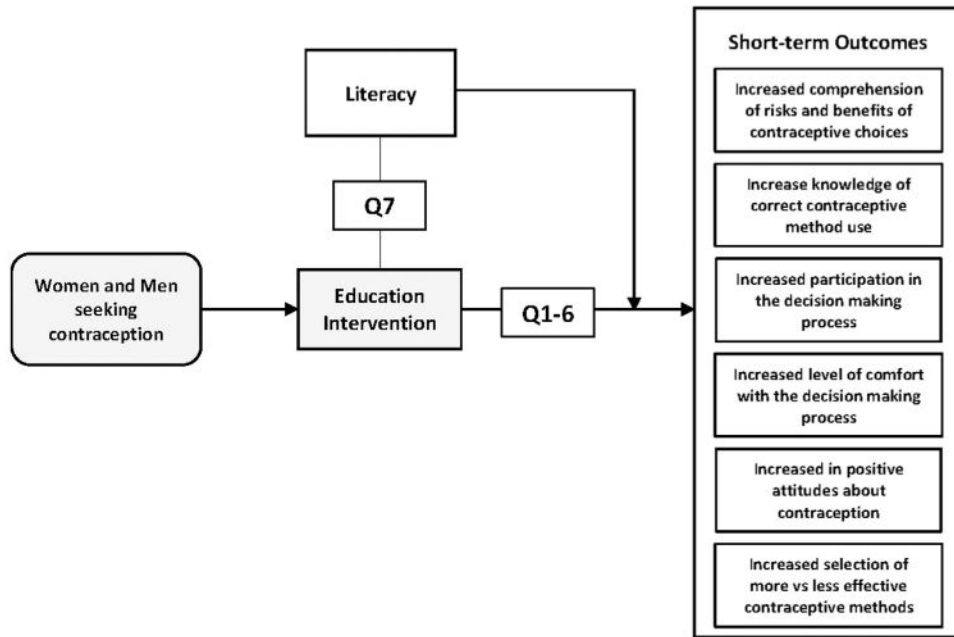 Literacy
Q7
Women and Men
seeking
contraception
Education
Intervention
Q1-6
Short-term Outcomes
Increased comprehension
of risks and benefits of
contraceptive choices
Increase knowledge of
correct contraceptive
method use
Increased participation in
the decision making
process
Increased level of comfort
with the decision making
process
Increased in positive
attitudes about
contraception
Increased selection of
more vs less effective
contraceptive methods